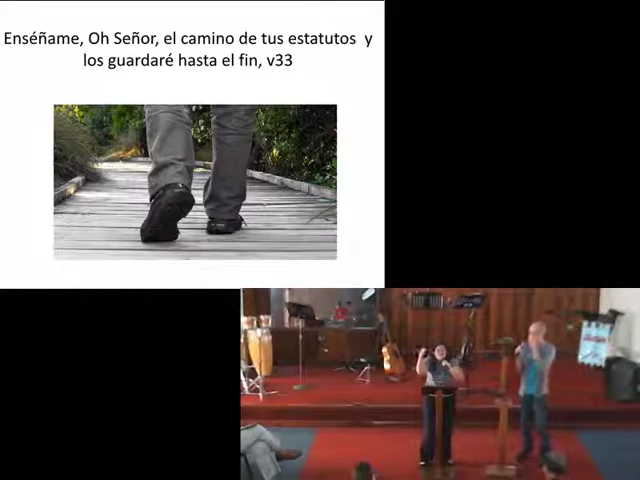 Enséñame, Oh Señor, el camino de tus estatutos y
los guardaré hasta el fin, v33